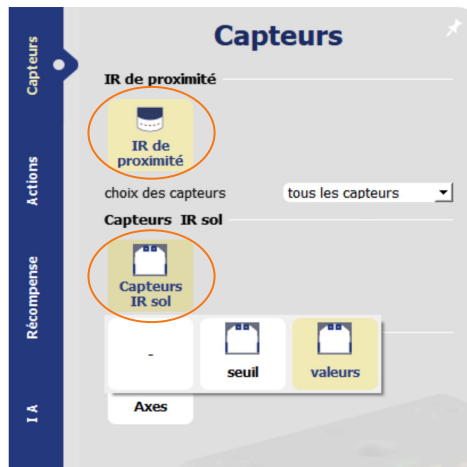 Capteurs
Actions
Récompense
I A
Capteurs
IR de proximité
IR de
proximité
choix des capteurs tous les capteurs
Capteurs IR sol
Capteurs
IR sol
- seuil valeurs
Axes